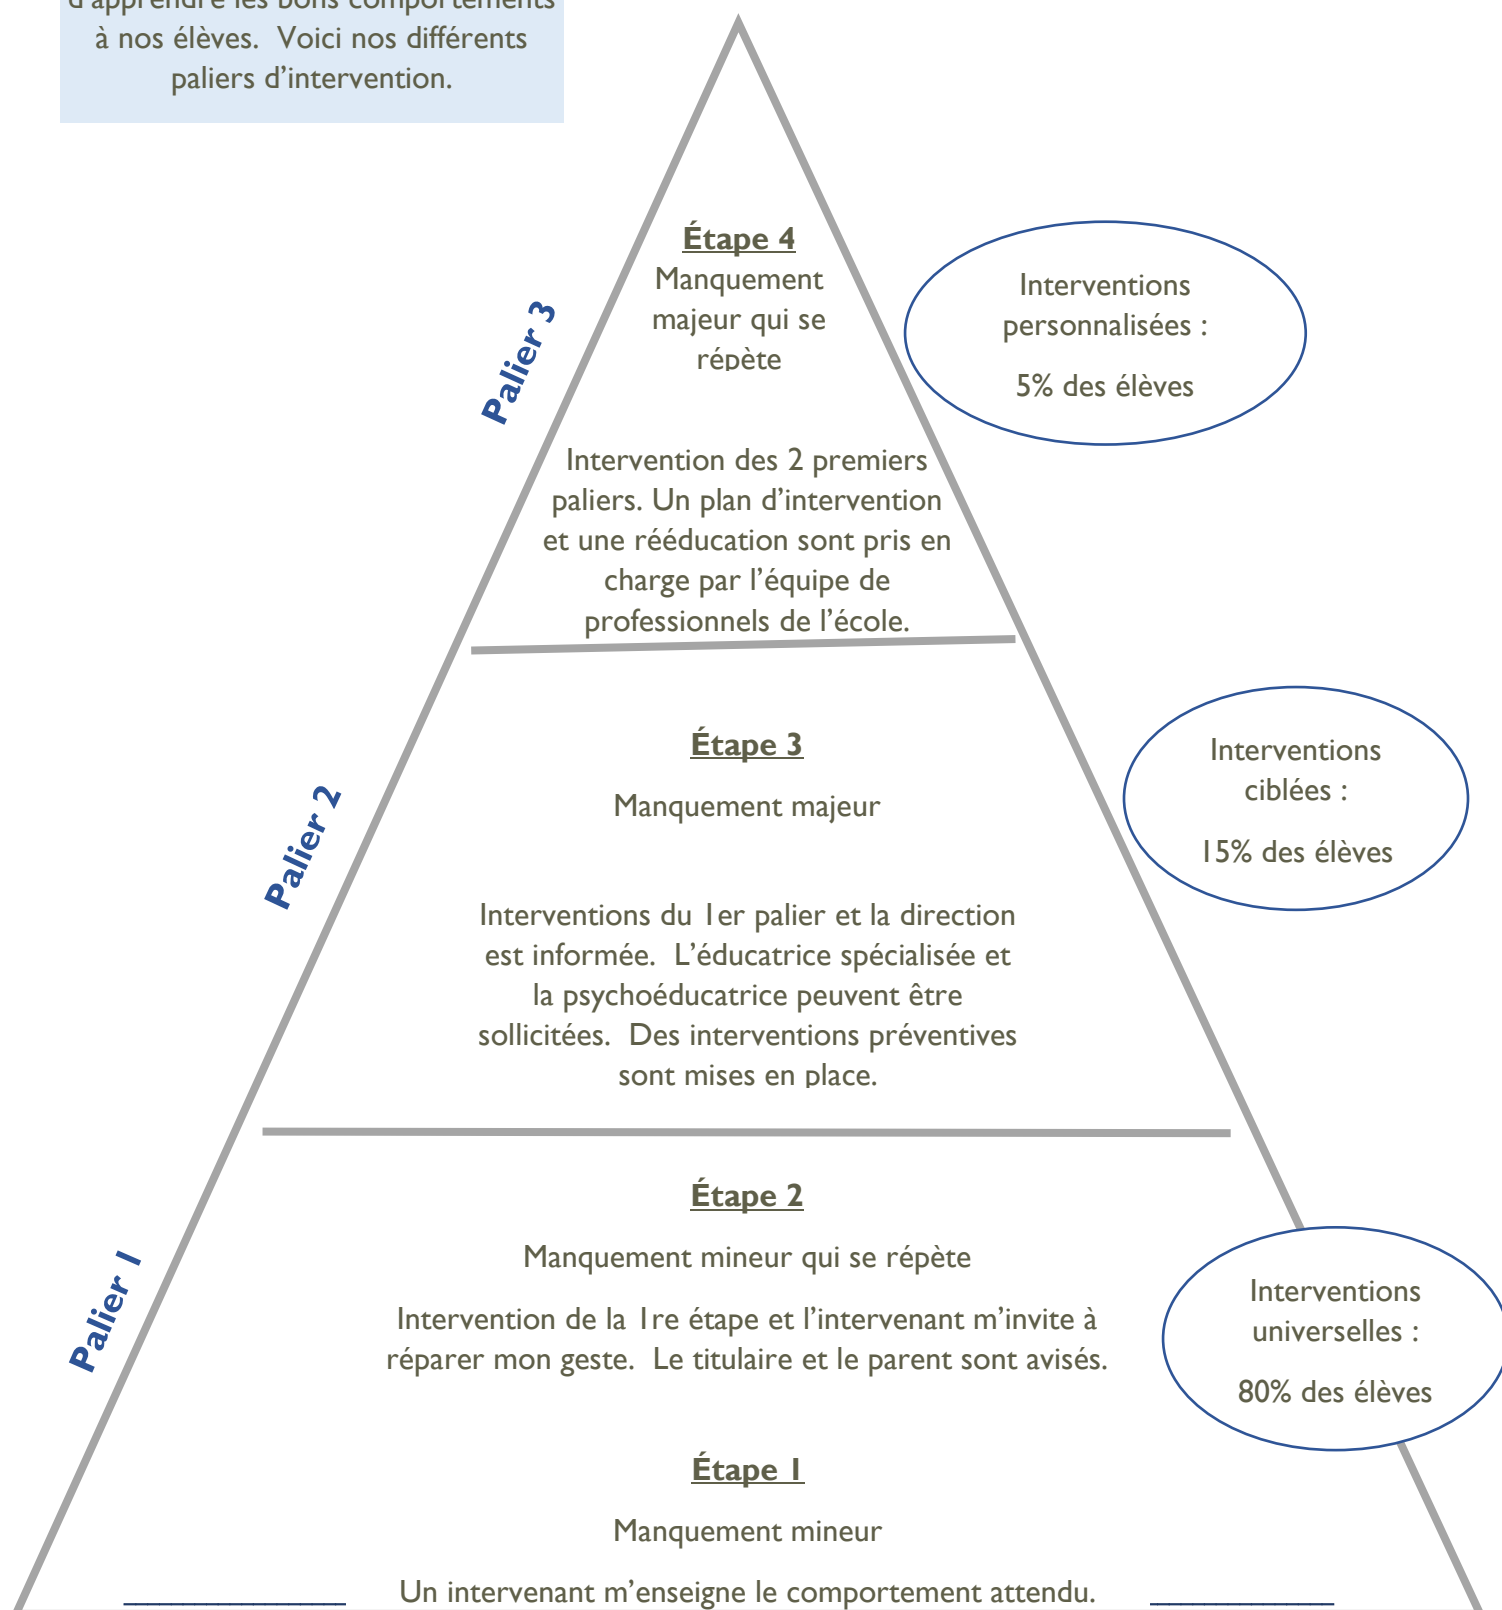 d'apprendre les bons comportements
à nos élèves.  Voici nos différents
paliers d'intervention.
Étape 4
Manquement
majeur qui se
répète
Palier 3
Interventions
personnalisées :
5% des élèves
Intervention des 2 premiers
paliers. Un plan d'intervention
et une rééducation sont pris en
charge par l'équipe de
professionnels de l'école.
Étape 3
Manquement majeur
Palier 2
Interventions
ciblées :
15% des élèves
Interventions du 1er palier et la direction
est informée.  L'éducatrice spécialisée et
la psychoéducatrice peuvent être
sollicitées.  Des interventions préventives
sont mises en place.
Étape 2
Manquement mineur qui se répète
Intervention de la 1re étape et l'intervenant m'invite à
réparer mon geste.  Le titulaire et le parent sont avisés.
Palier 1
Interventions
universelles :
80% des élèves
Étape 1
Manquement mineur
Un intervenant m'enseigne le comportement attendu.